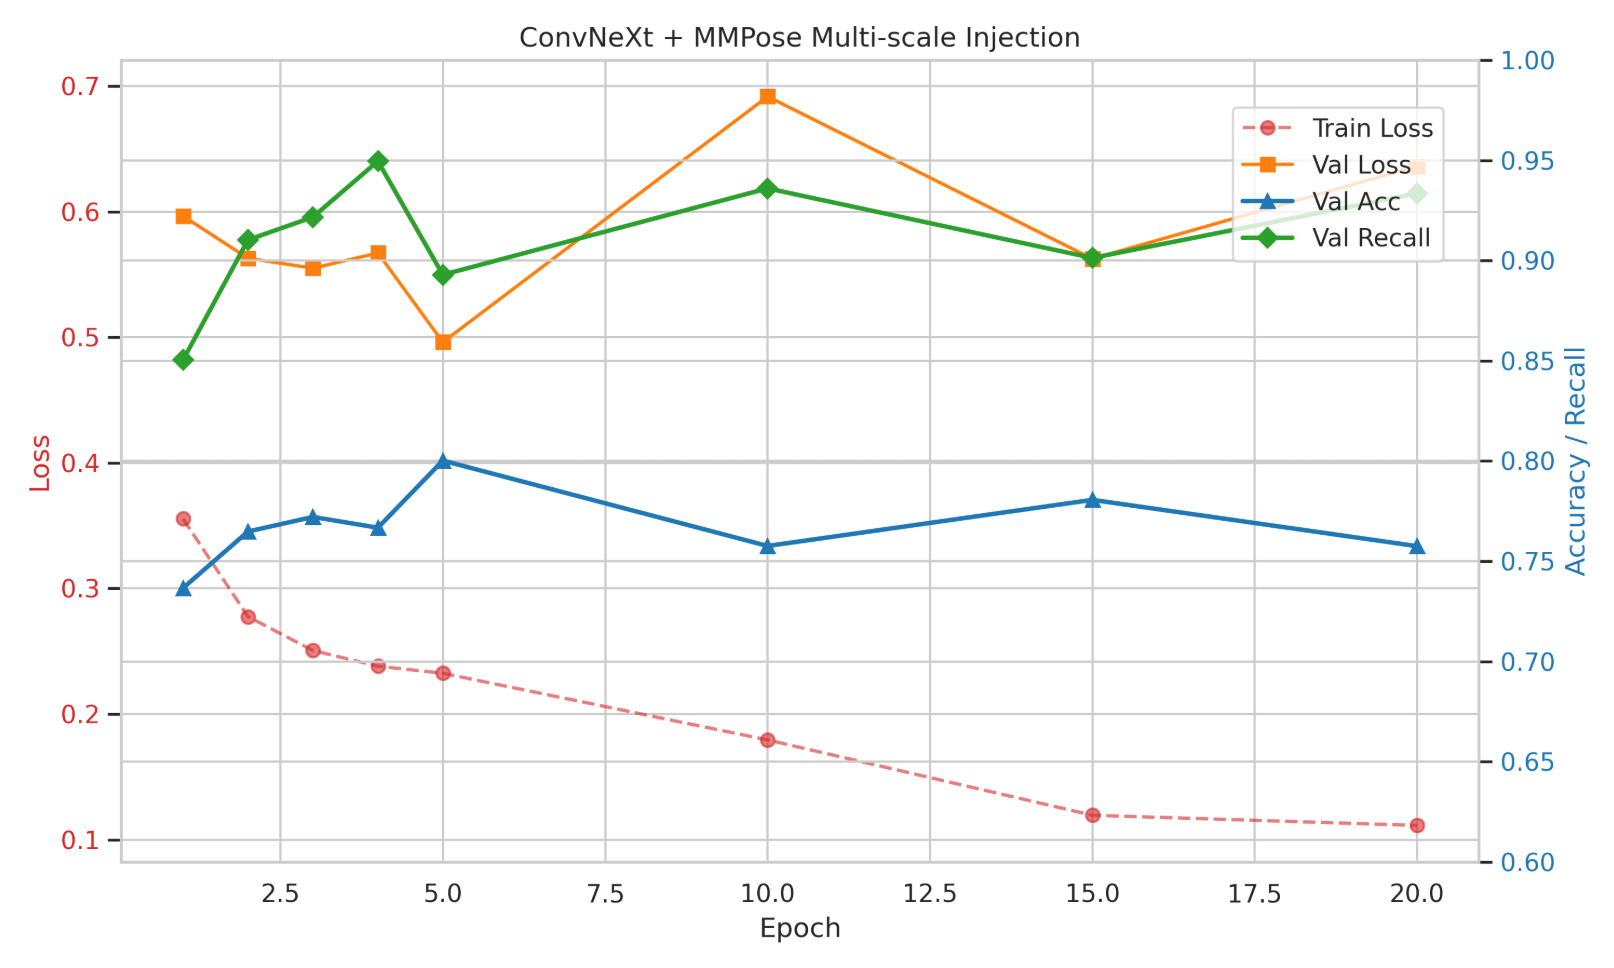 ConvNeXt + MMPose Multi-scale Injection
0.7
0.6
0.5
0.4
0.3
0.2
0.1
Loss
1.00
0.95
0.90
0.85
0.80
0.75
0.70
0.65
0.60
Accuracy / Recall
Train Loss
Val Loss
Val Acc
Val Recall
2.5 5.0 7.5 10.0 12.5 15.0 17.5 20.0
Epoch